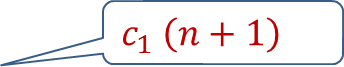 c₁ (n + 1)